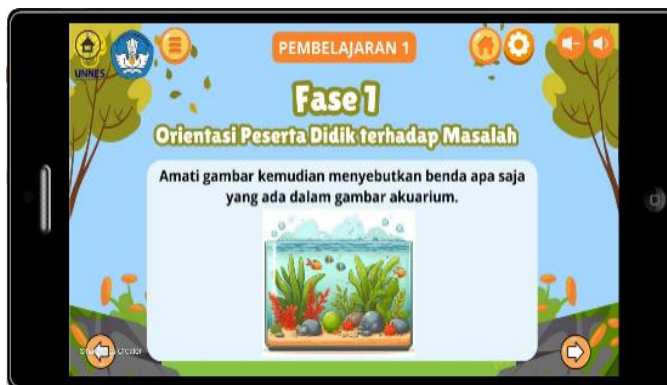 UNNES
PEMBELAJARAN 1
Fase 1
Orientasi Peserta Didik terhadap Masalah
Amati gambar kemudian menyebutkan benda apa saja
yang ada dalam gambar akuarium.